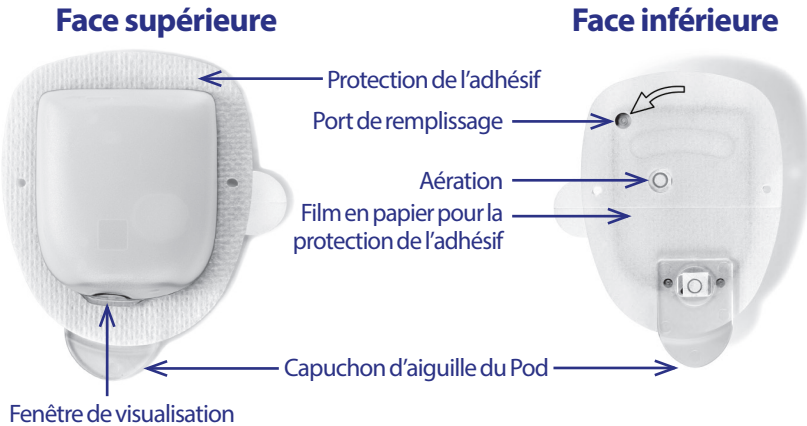 Face supérieure
Face inférieure
Protection de l'adhésif
Port de remplissage
Aération
Film en papier pour la
protection de l'adhésif
Capuchon d'aiguille du Pod
Fenêtre de visualisation